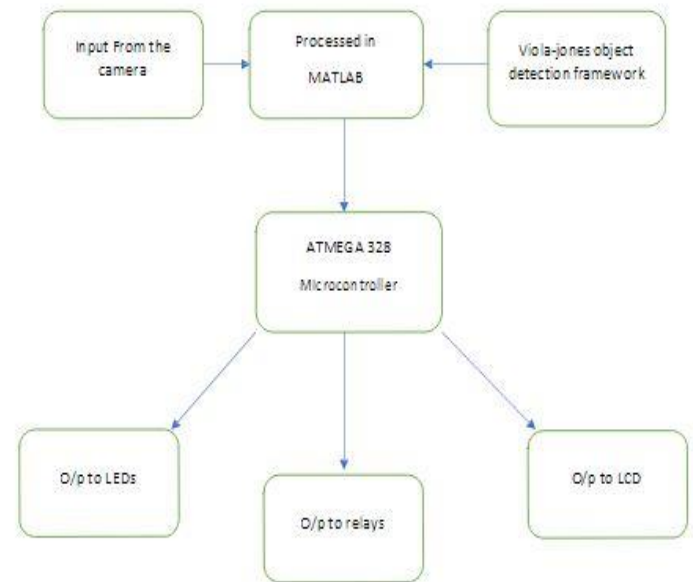 Input From the
camera
Processed in
MATLAB
Viola-jones object
detection framework
ATMEGA 328
Microcontroller
O/p to LEDs
O/p to relays
O/p to LCD